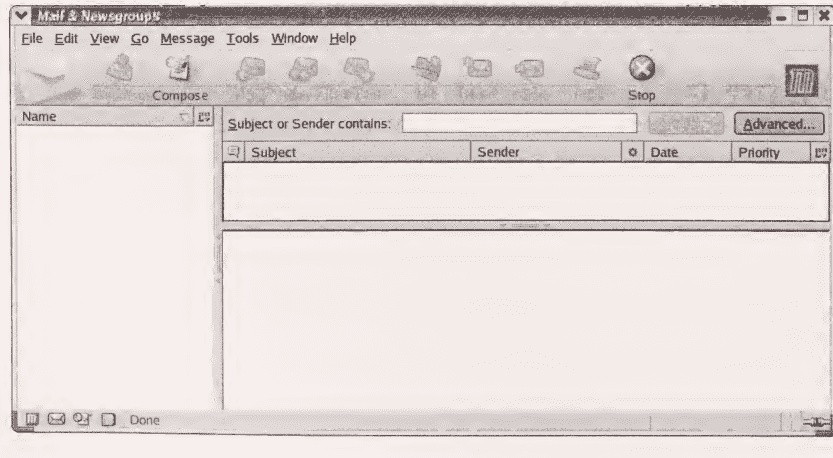 Mail & Newsgroups
File Edit View Go Message Tools Window Help
Compose
Stop
Name
Subject or Sender contains:
Advanced...
Subject Sender Date Priority
Done